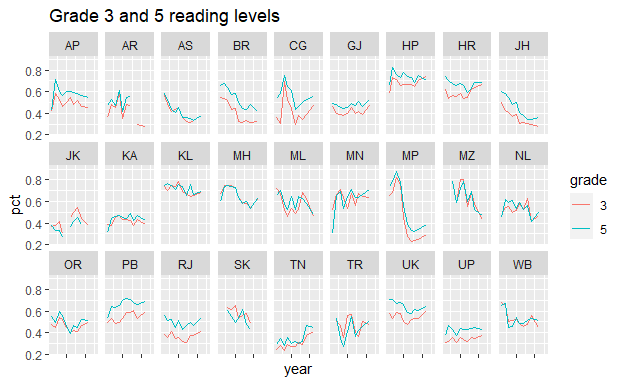 Grade 3 and 5 reading levels
AP AR AS BR CG GJ HP HR JH
0.8
0.6
0.4
0.2
JK KA KL MH ML MN MP MZ NL
0.8
0.6
0.4
0.2
OR PB RJ SK TN TR UK UP WB
0.8
0.6
0.4
0.2
pct
year
grade
3
5